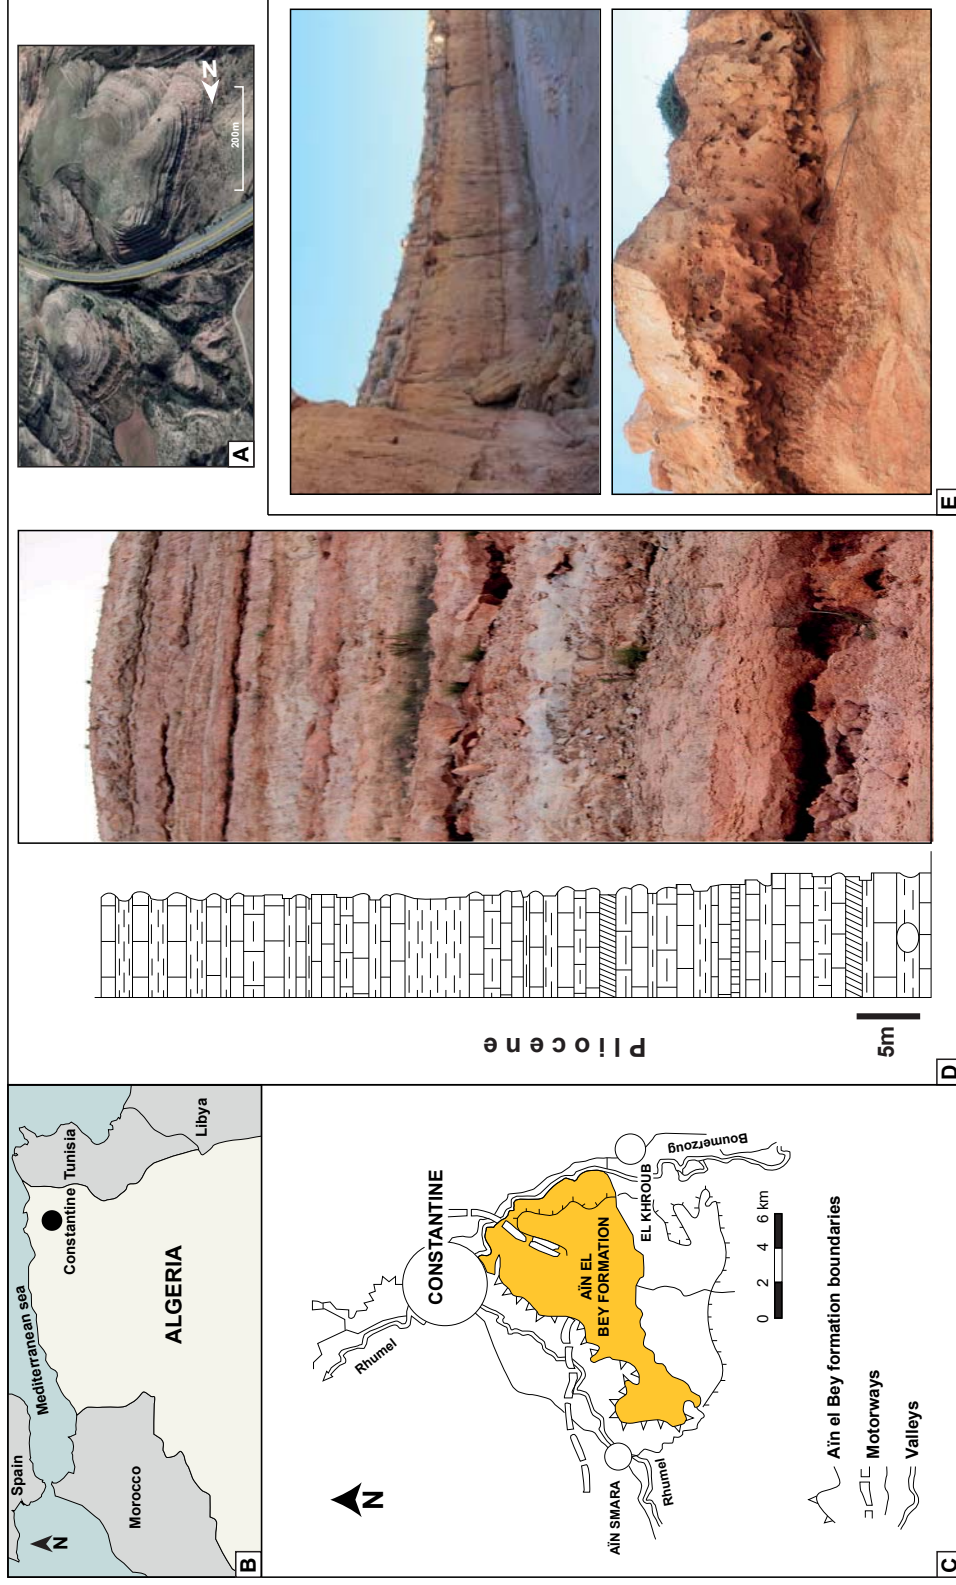 A
N
200m
B
N
Spain
Mediterranean sea
Constantine
Tunisia
Libya
Morocco
ALGERIA
C
N
CONSTANTINE
Rhumel
AÏN EL
BEY FORMATION
EL KHROUB
Boumerzoug
AÏN SMARA
Rhumel
0 2 4 6 km
Aïn el Bey formation boundaries
Motorways
Valleys
D
Pliocene
5m
E